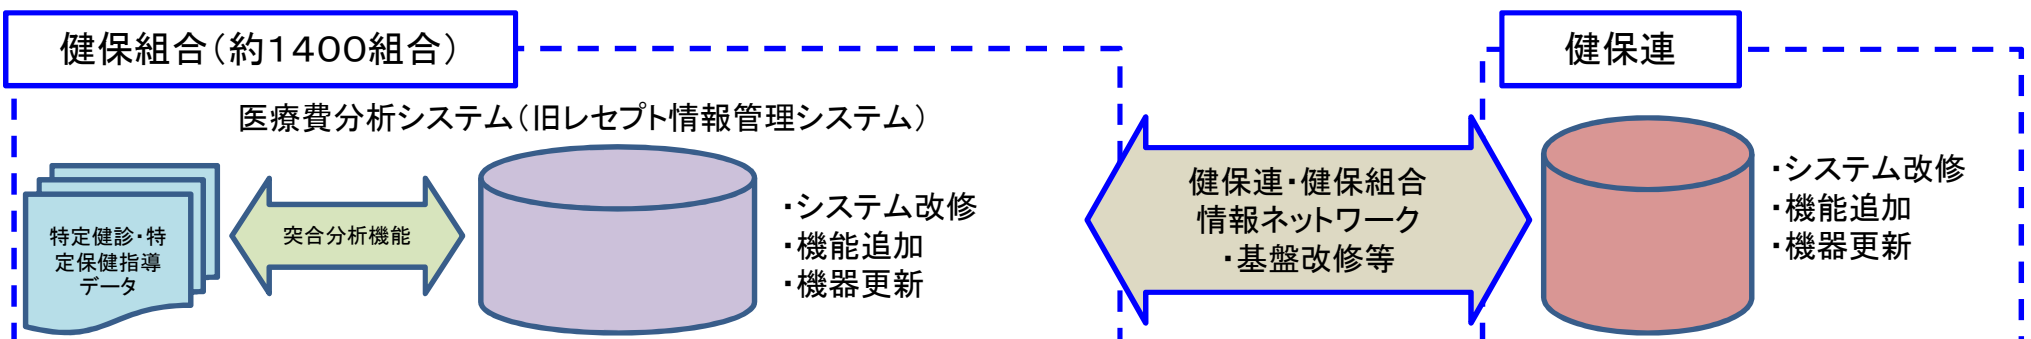 健保組合（約１４００組合）
健保連
医療費分析システム（旧レセプト情報管理システム）
特定健診・特
定保健指導
データ
突合分析機能
・システム改修
・機能追加
・機器更新
健保連・健保組合
情報ネットワーク
・基盤改修等
・システム改修
・機能追加
・機器更新